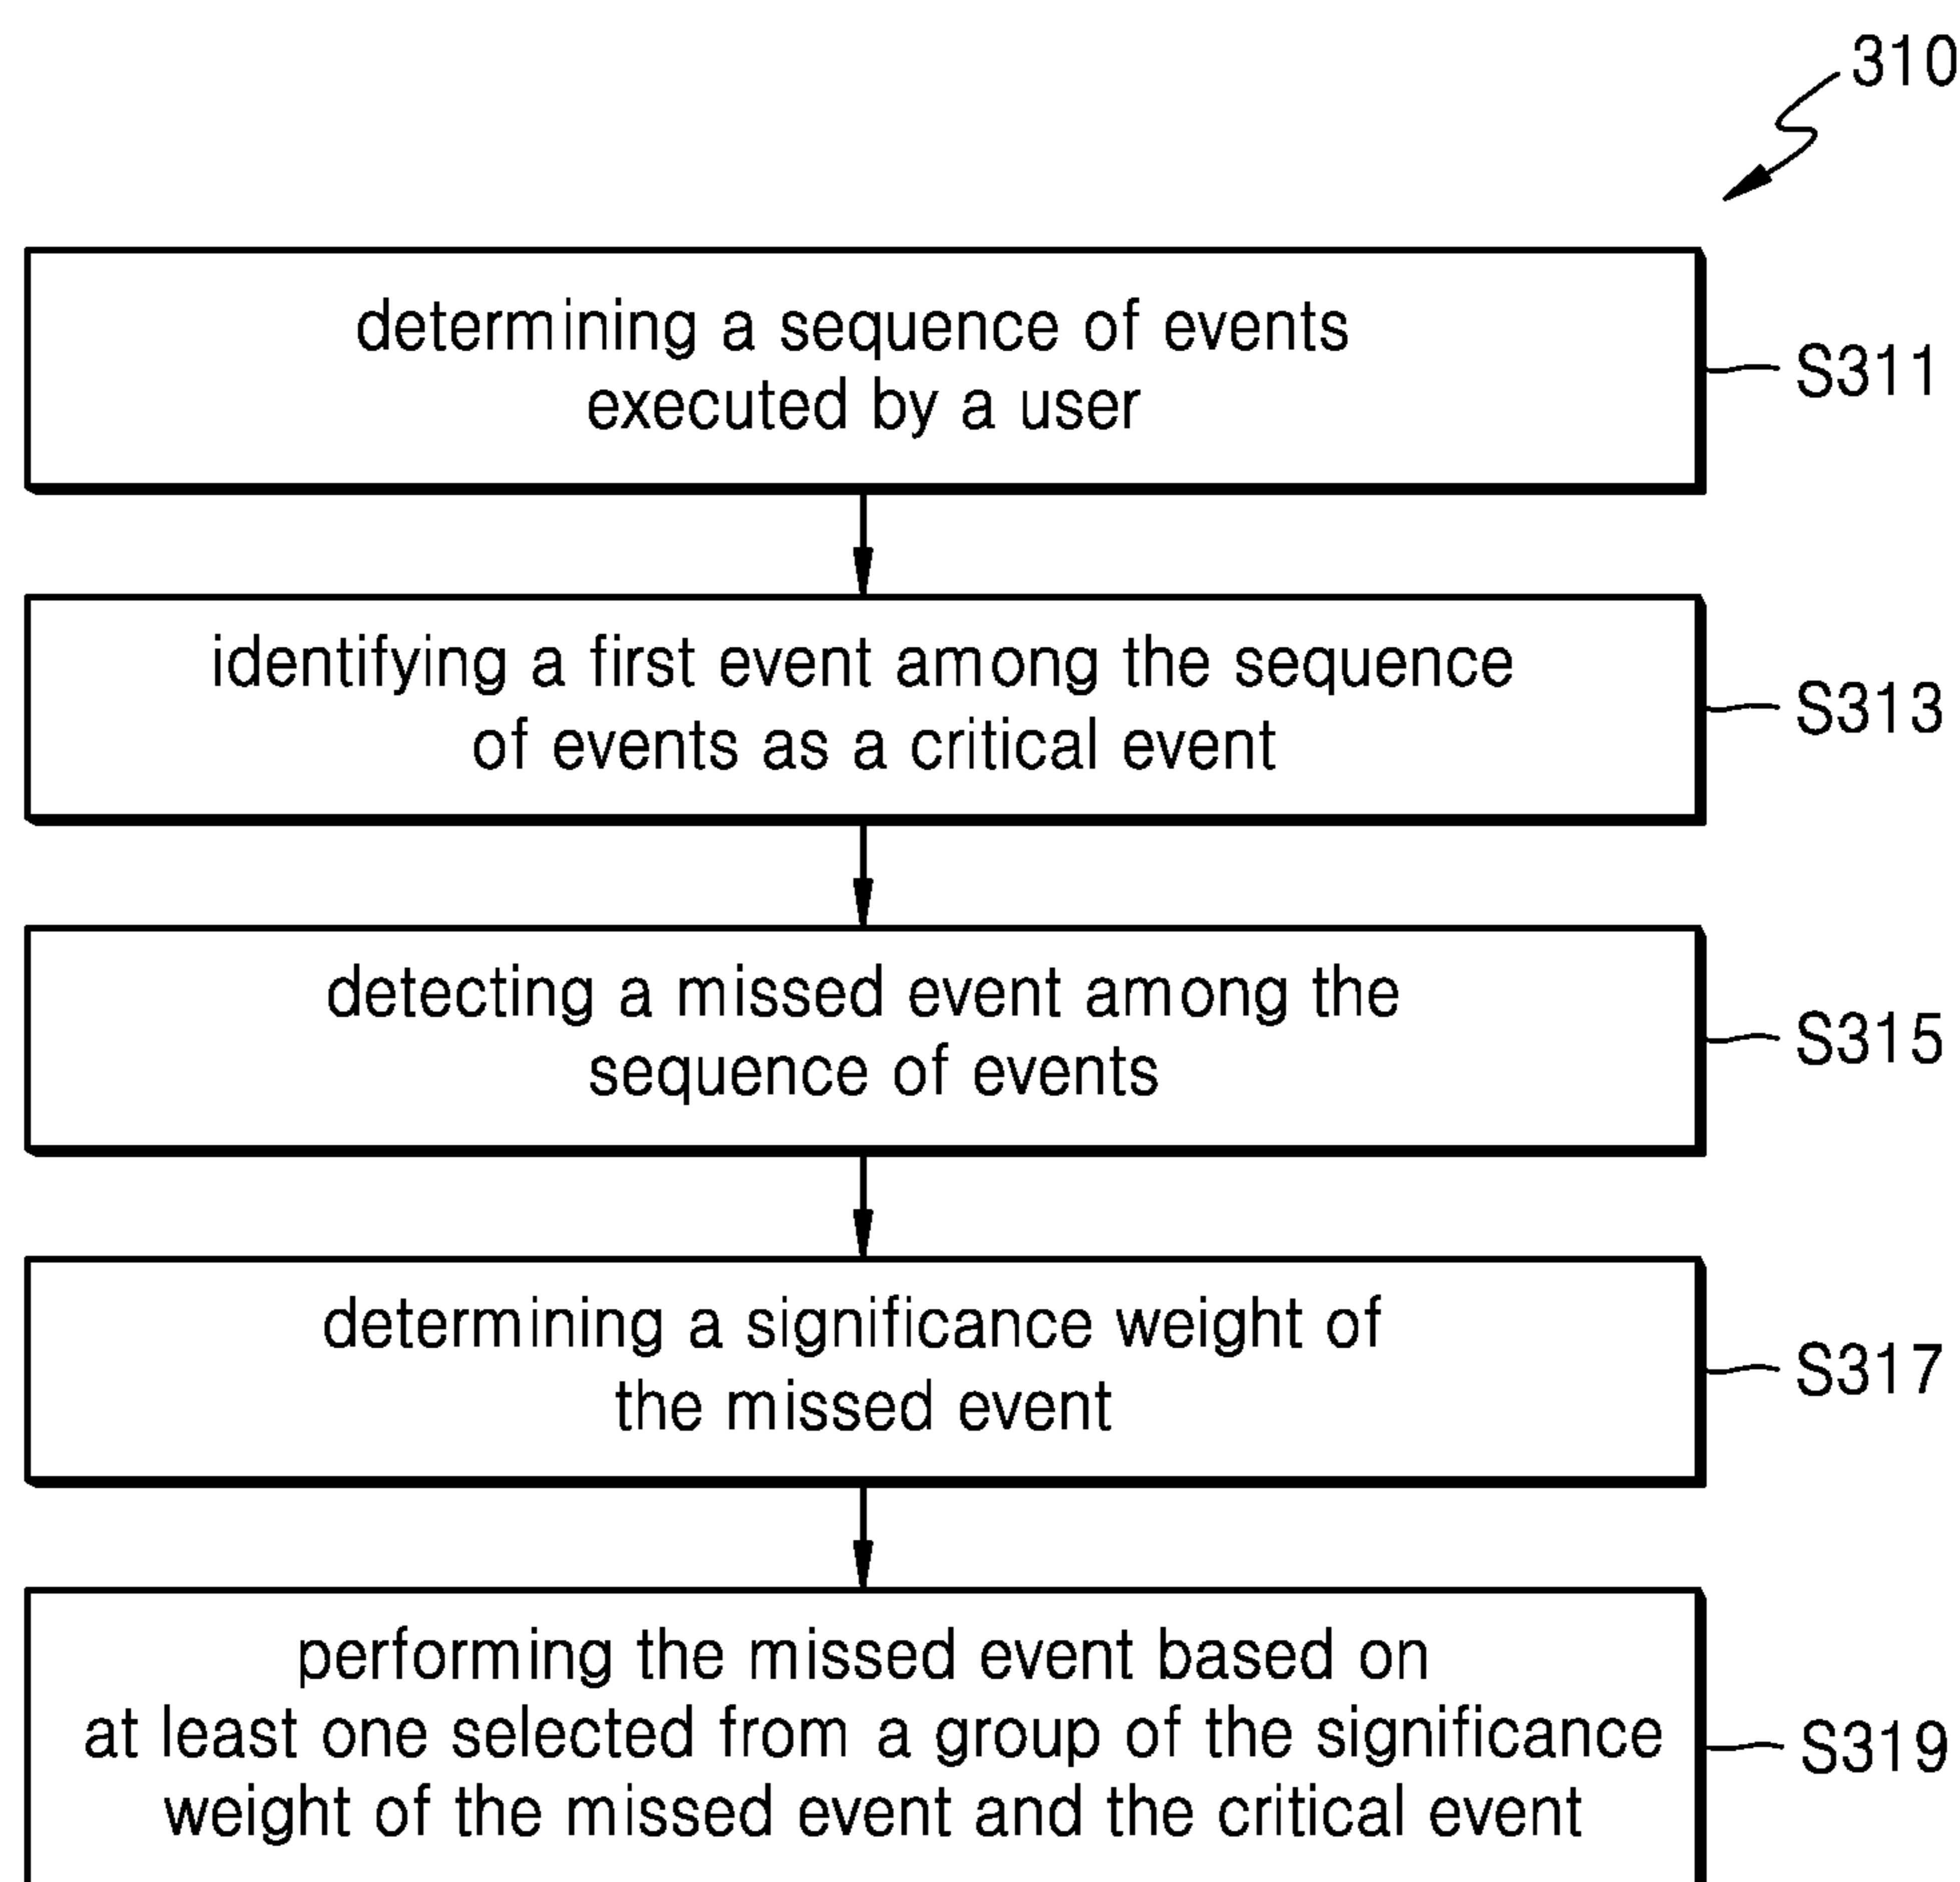 310
determining a sequence of events
executed by a user
S311
identifying a first event among the sequence
of events as a critical event
S313
detecting a missed event among the
sequence of events
S315
determining a significance weight of
the missed event
S317
performing the missed event based on
at least one selected from a group of the significance
weight of the missed event and the critical event
S319